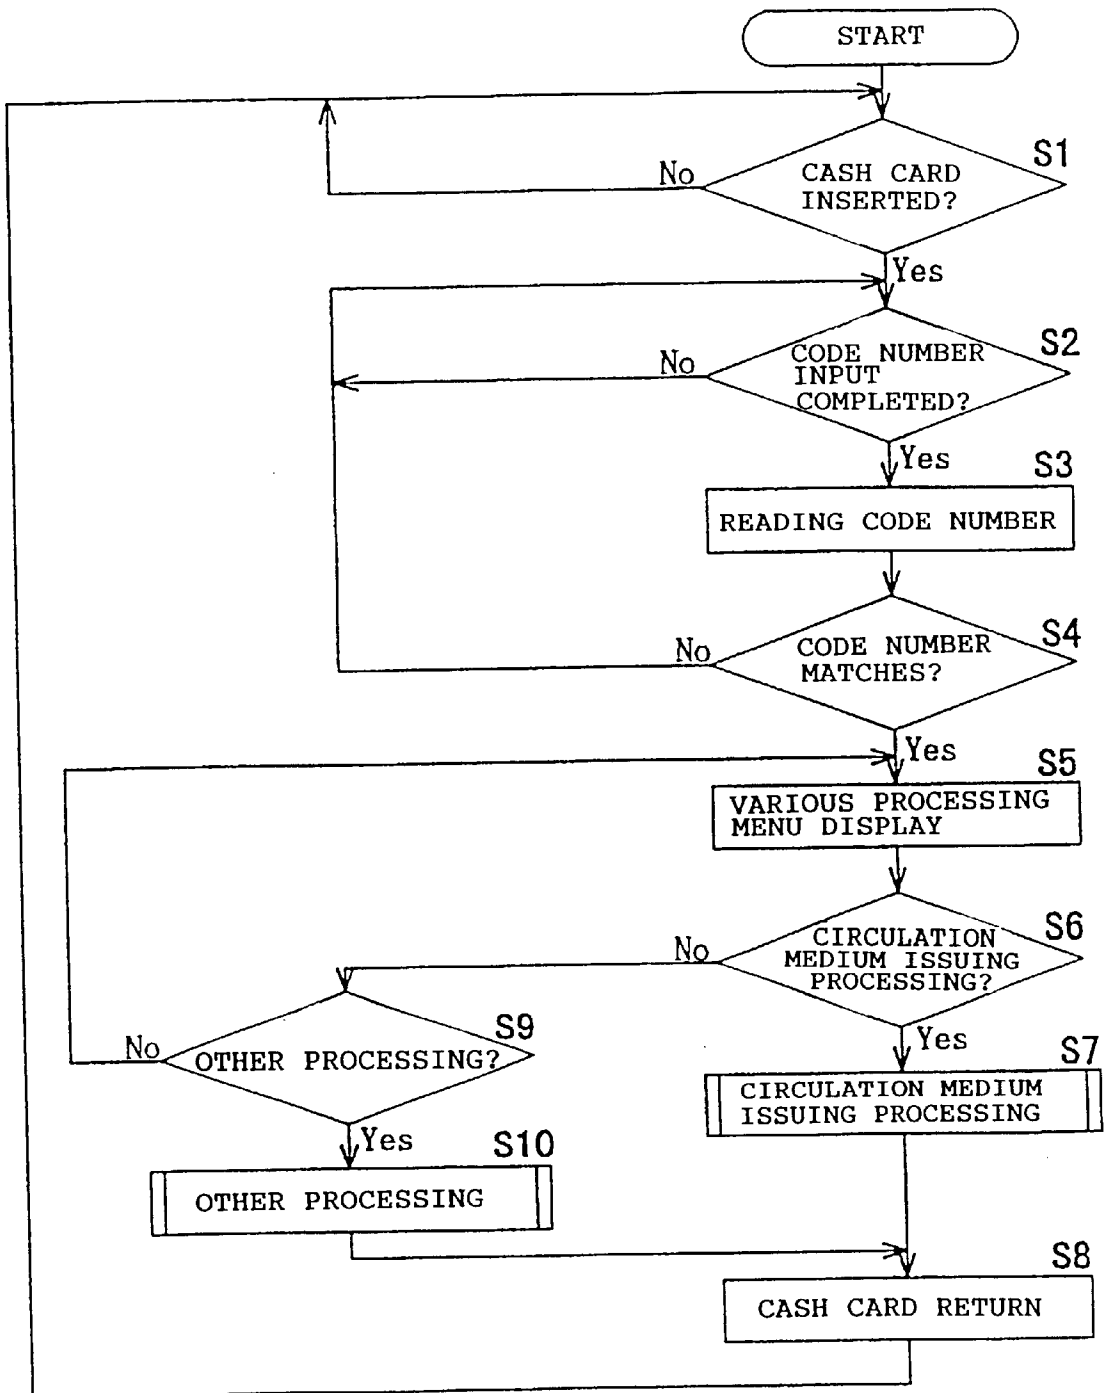 START
S1
No
CASH CARD
INSERTED?
Yes
S2
No
CODE NUMBER
INPUT
COMPLETED?
Yes
S3
READING CODE NUMBER
S4
No
CODE NUMBER
MATCHES?
Yes
S5
VARIOUS PROCESSING
MENU DISPLAY
S6
No
CIRCULATION
MEDIUM ISSUING
PROCESSING?
Yes
S9
No
OTHER PROCESSING?
Yes
S7
CIRCULATION MEDIUM
ISSUING PROCESSING
S10
OTHER PROCESSING
S8
CASH CARD RETURN